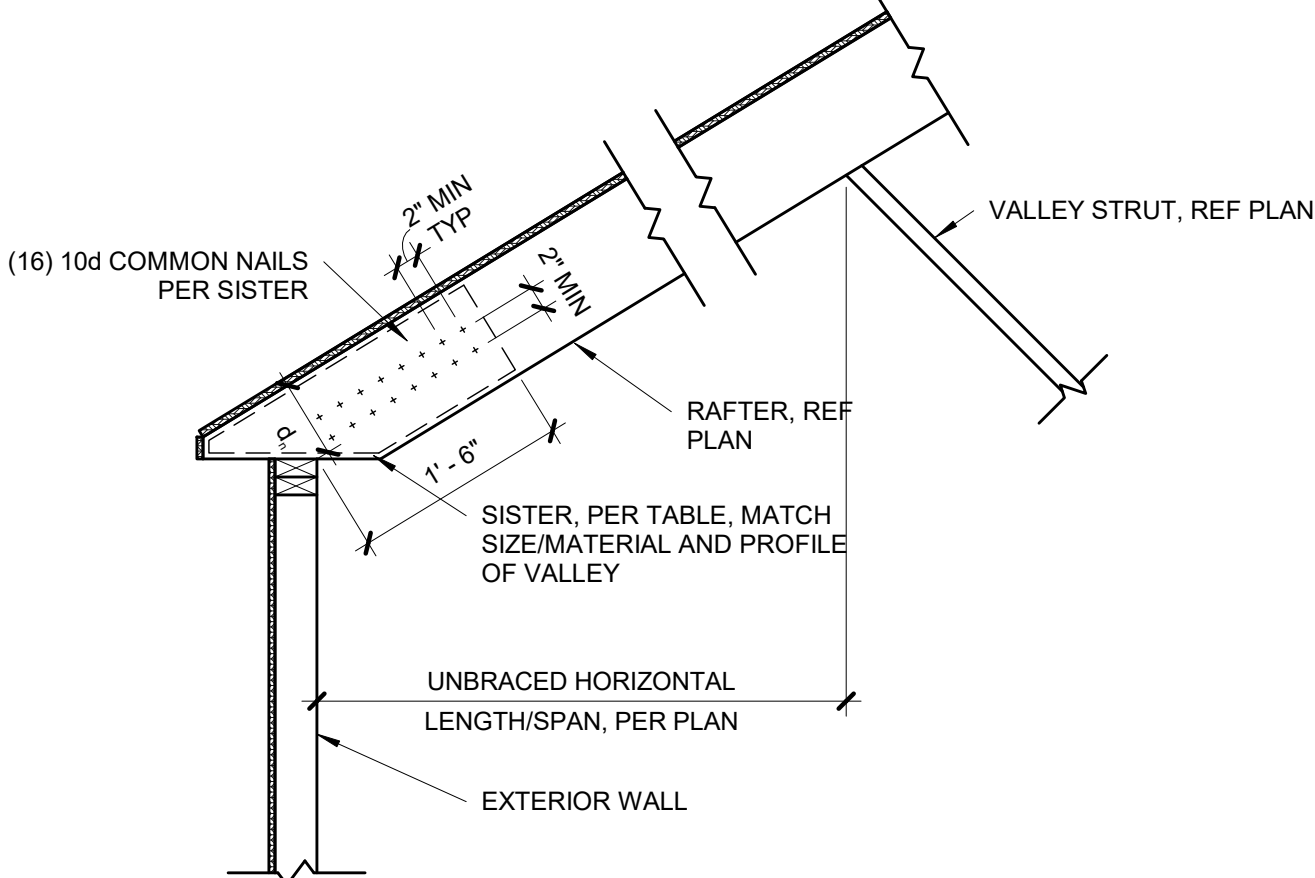 2" MIN
TYP
(16) 10d COMMON NAILS
PER SISTER
2" MIN
VALLEY STRUT, REF PLAN
RAFTER, REF
PLAN
"d"
1' - 6"
SISTER, PER TABLE, MATCH
SIZE/MATERIAL AND PROFILE
OF VALLEY
UNBRACED HORIZONTAL
LENGTH/SPAN, PER PLAN
EXTERIOR WALL